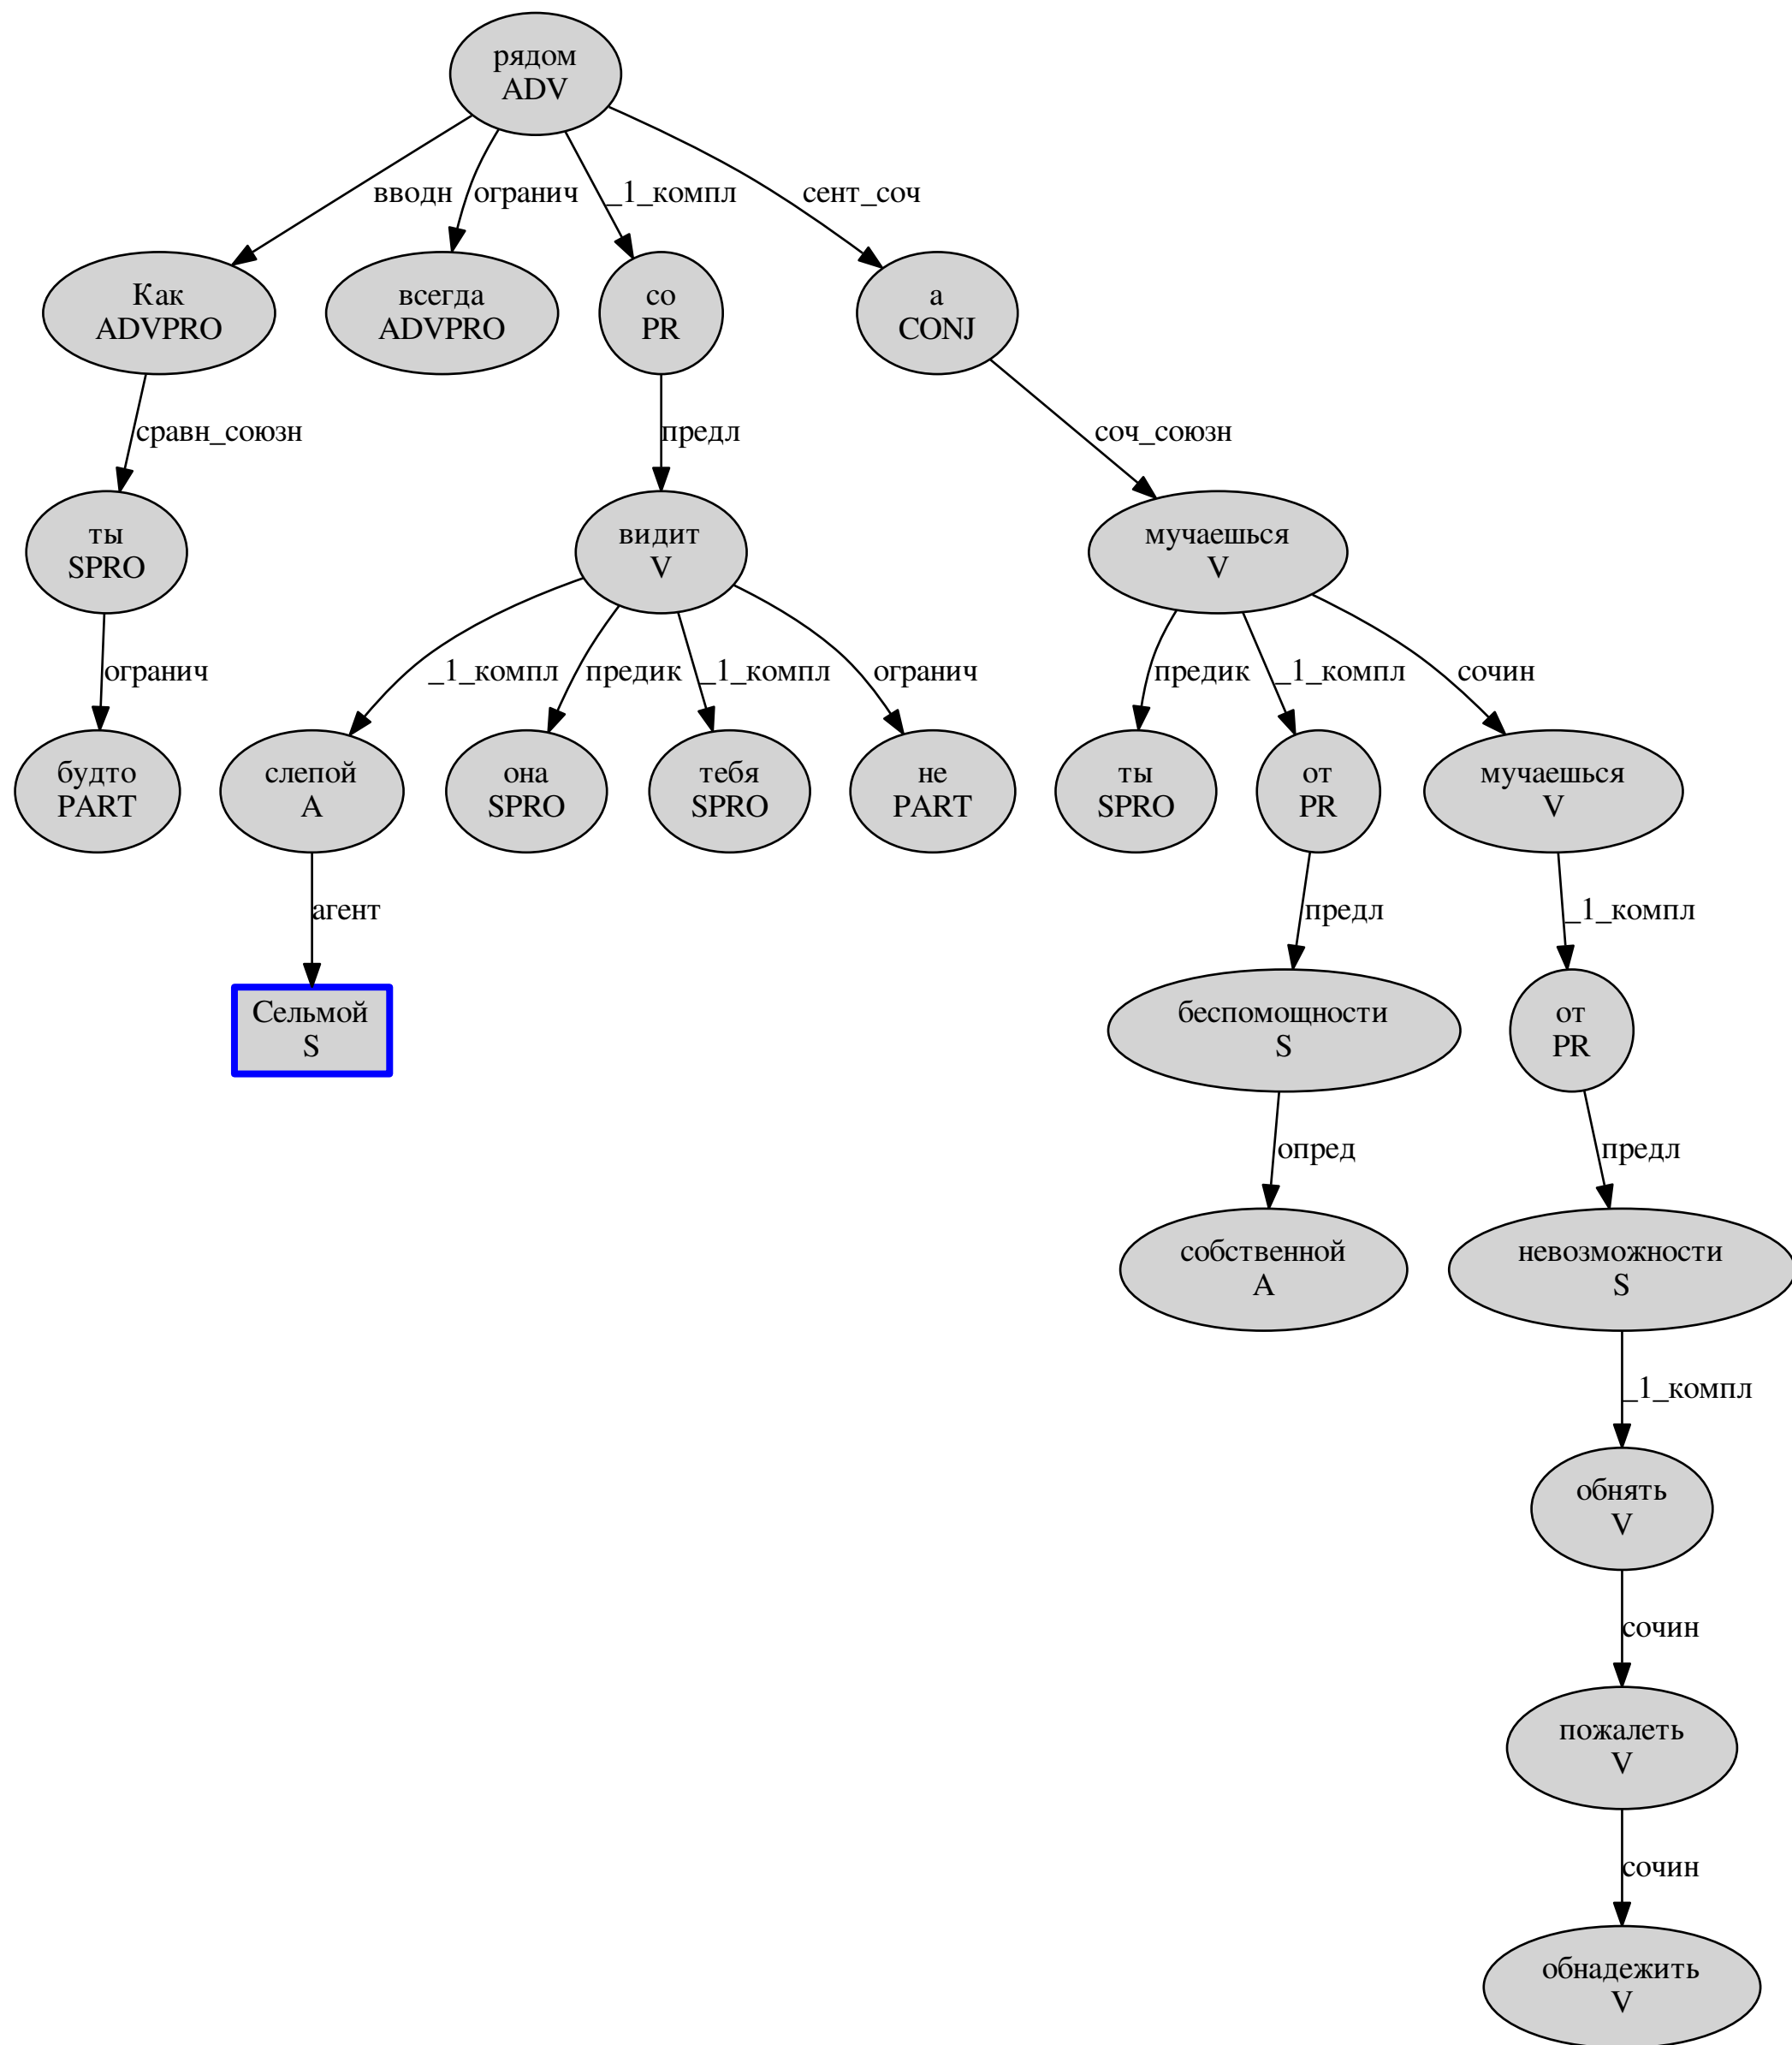 рядом
ADV
вводн
огранич
_1_компл
сент_соч
Как
ADVPRO
всегда
ADVPRO
со
PR
а
CONJ
сравн_союзн
предл
соч_союзн
ты
SPRO
видит
V
мучаешься
V
огранич
_1_компл
предик
_1_компл
огранич
предик
_1_компл
сочин
будто
PART
слепой
A
она
SPRO
тебя
SPRO
не
PART
ты
SPRO
от
PR
мучаешься
V
агент
предл
_1_компл
Сельмой
S
беспомощности
S
от
PR
опред
предл
собственной
A
невозможности
S
_1_компл
обнять
V
сочин
пожалеть
V
сочин
обнадежить
V